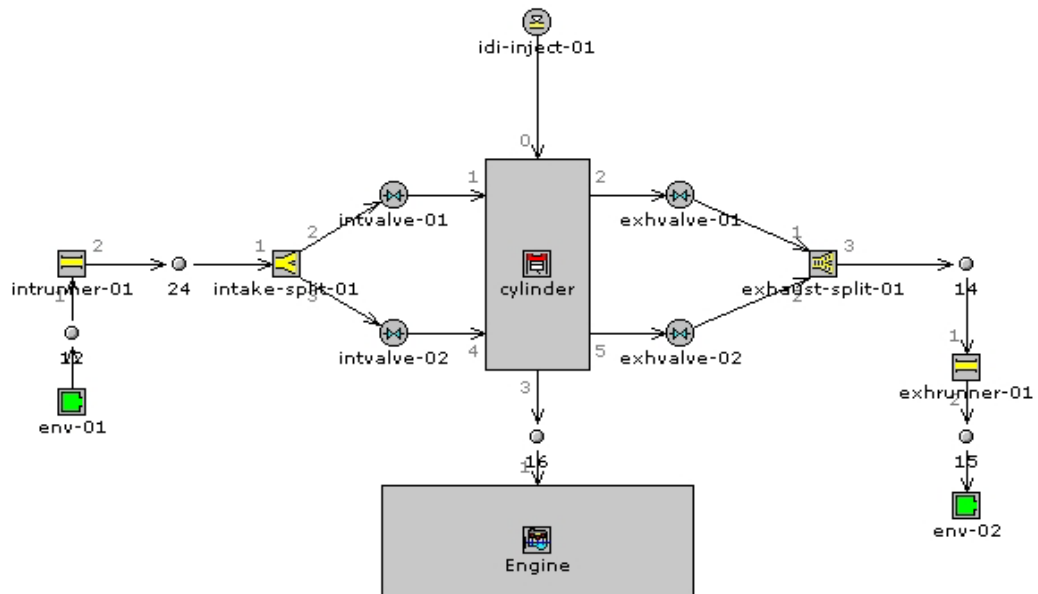 idi-inject-01
0
1
2
intvalve-01
exhvalve-01
2
1
2
1
3
intrunner-01
24
intake-split-01
cylinder
exhaust-split-01
14
1
3
2
12
intvalve-02
4
5
exhvalve-02
1
env-01
3
exhrunner-01
2
16
1
15
env-02
Engine